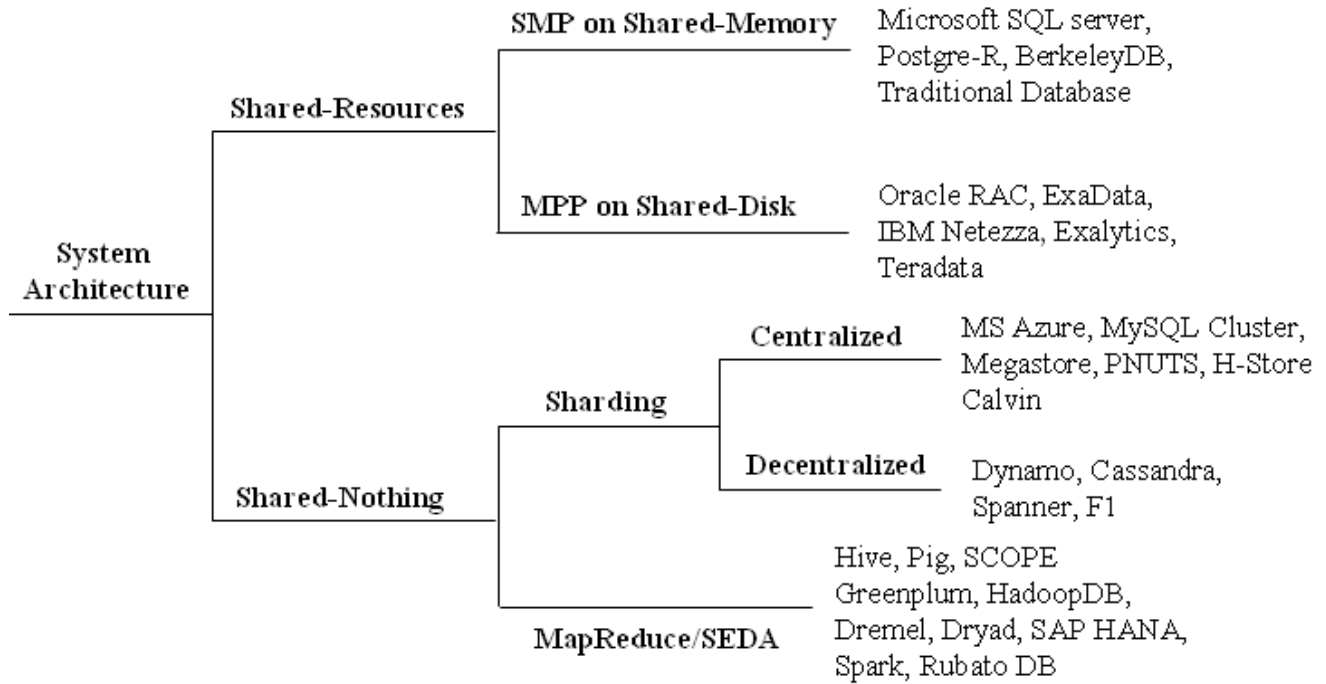 SMP on Shared-Memory
Microsoft SQL server,
Postgre-R, BerkeleyDB,
Traditional Database
Shared-Resources
MPP on Shared-Disk
Oracle RAC, ExaData,
IBM Netezza, Exalytics,
Teradata
System
Architecture
Centralized
MS Azure, MySQL Cluster,
Megastore, PNUTS, H-Store
Calvin
Sharding
Decentralized
Dynamo, Cassandra,
Spanner, F1
Shared-Nothing
MapReduce/SEDA
Hive, Pig, SCOPE
Greenplum, HadoopDB,
Dremel, Dryad, SAP HANA,
Spark, Rubato DB